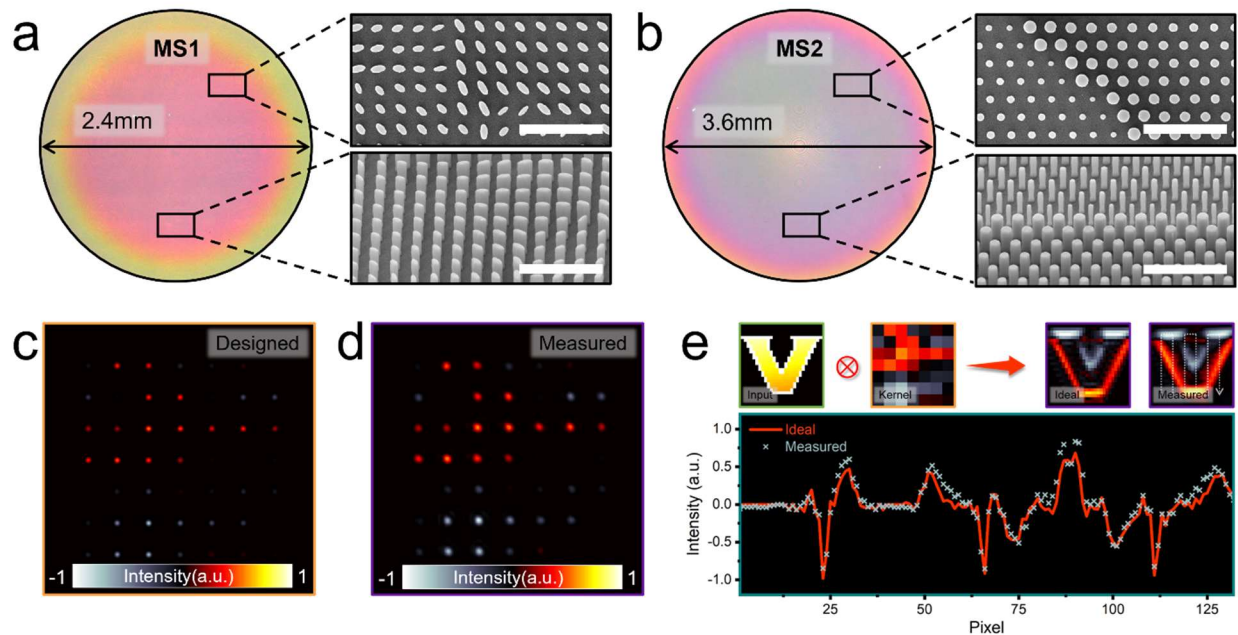 a
MS1
2.4mm
b
MS2
3.6mm
c
Designed
-1 Intensity(a.u.) 1
d
Measured
-1 Intensity(a.u.) 1
e
Input
Kernel
Ideal
Measured
Ideal
Measured
Intensity (a.u.)
1.0
0.5
0.0
-0.5
-1.0
25 50 75 100 125
Pixel